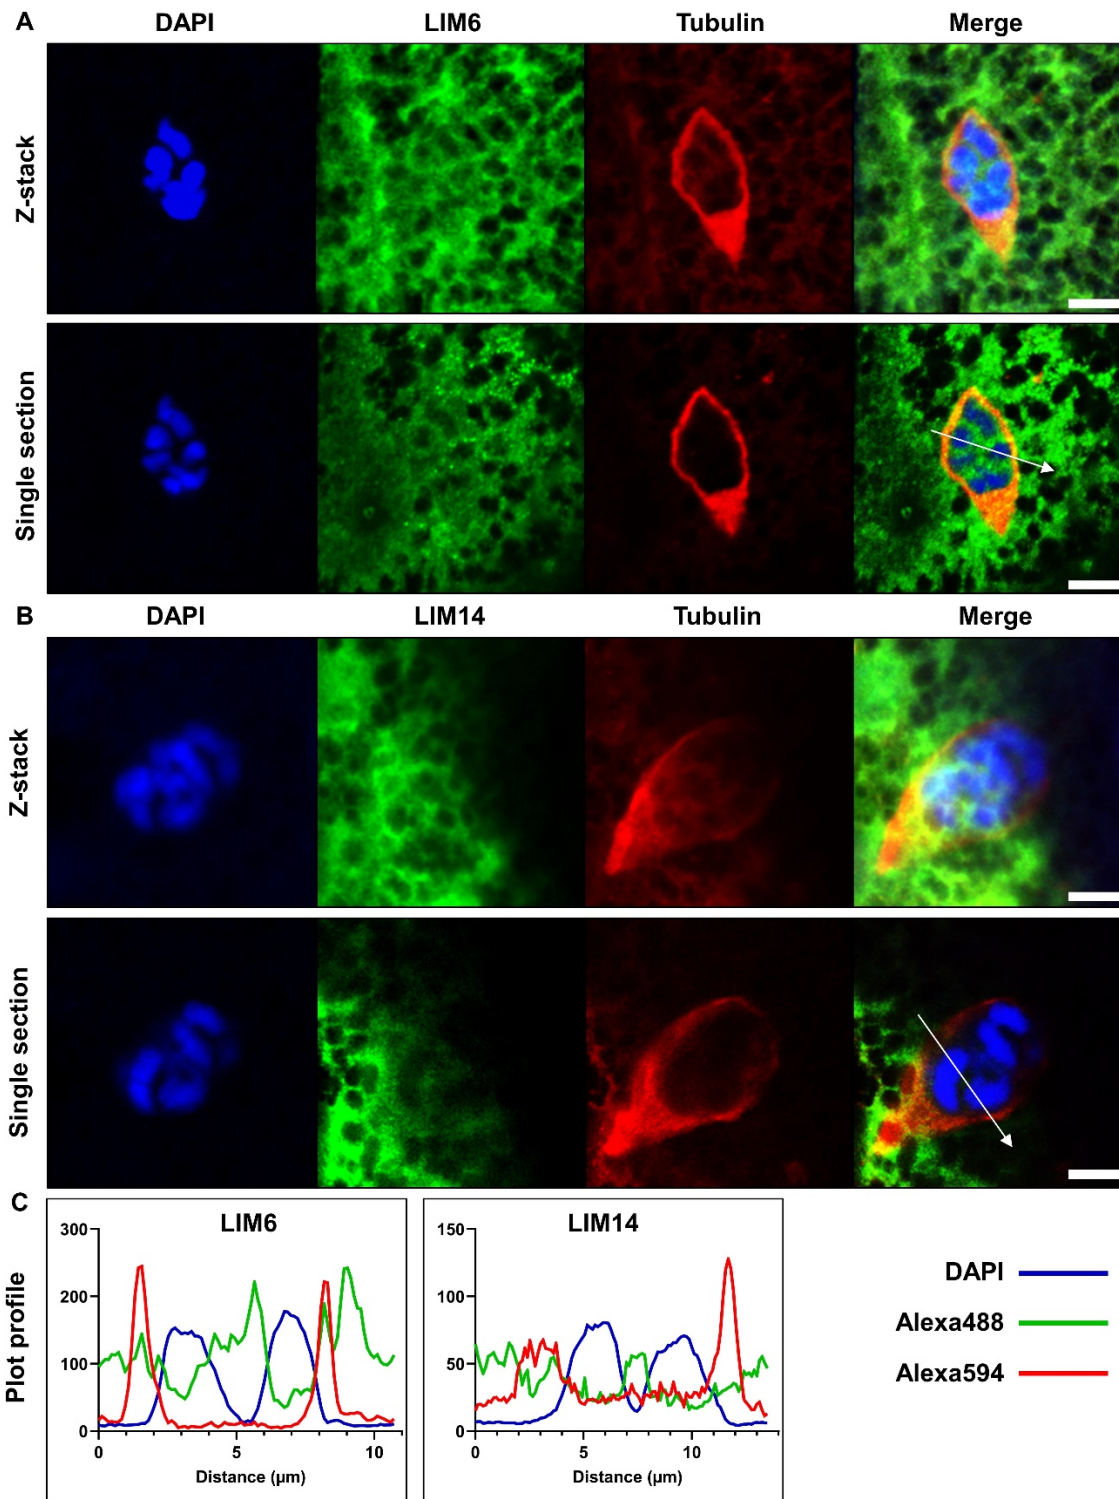 A
DAPI LIM6 Tubulin Merge
Z-stack
Single section
B
DAPI LIM14 Tubulin Merge
Z-stack
Single section
C
Plot profile
LIM6
300
200
100
0
0 5 10
Distance (µm)
LIM14
150
100
50
0
0 5 10
Distance (µm)
DAPI
Alexa488
Alexa594